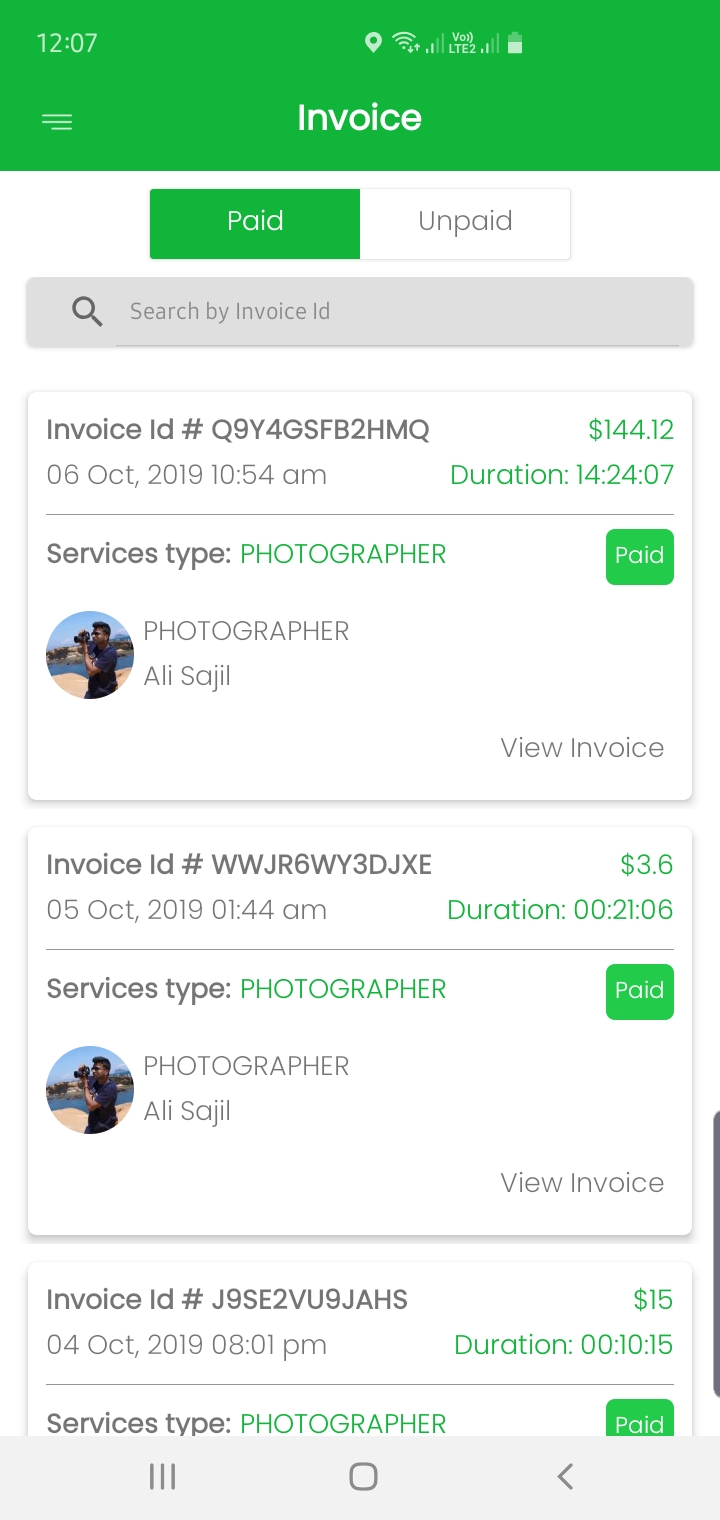 12:07
Vo))
LTE2
Invoice
Paid Unpaid
Search by Invoice Id
Invoice Id # Q9Y4GSFB2HMQ $144.12
06 Oct, 2019 10:54 am Duration: 14:24:07
Services type: PHOTOGRAPHER Paid
PHOTOGRAPHER
Ali Sajil
View Invoice
Invoice Id # WWJR6WY3DJXE $3.6
05 Oct, 2019 01:44 am Duration: 00:21:06
Services type: PHOTOGRAPHER Paid
PHOTOGRAPHER
Ali Sajil
View Invoice
Invoice Id # J9SE2VU9JAHS $15
04 Oct, 2019 08:01 pm Duration: 00:10:15
Services type: PHOTOGRAPHER Paid